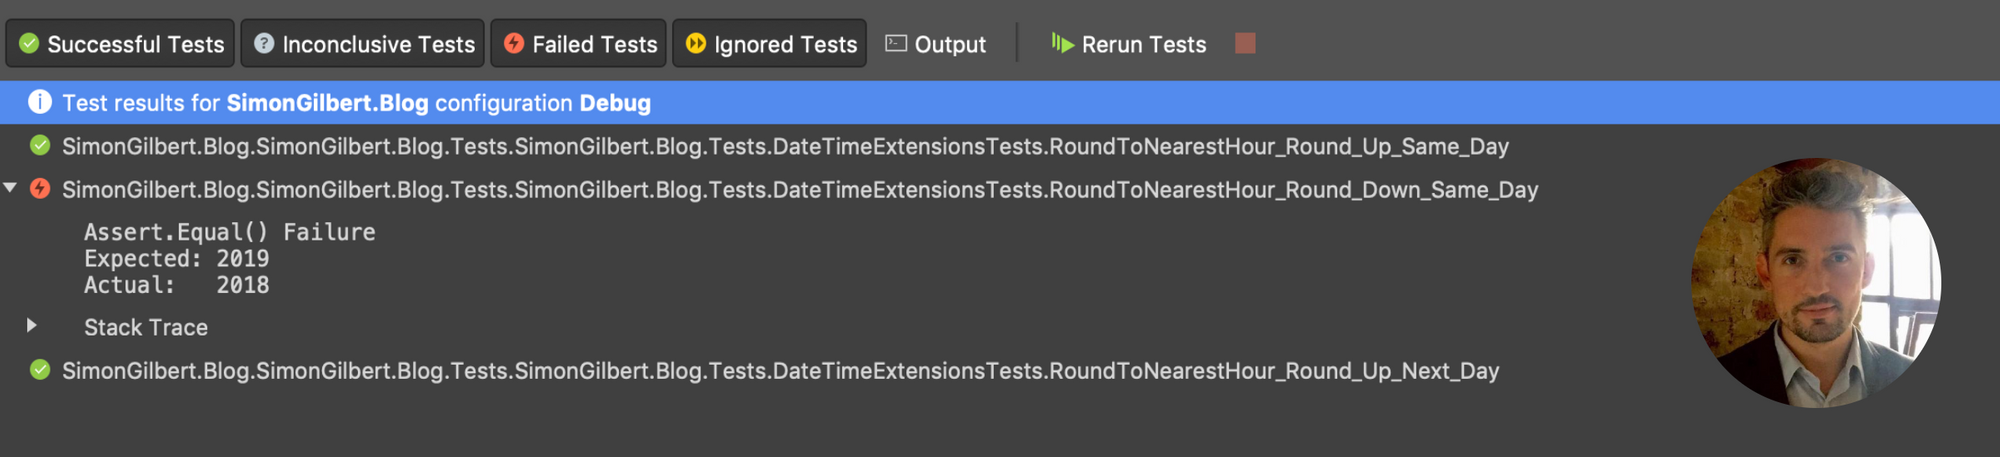 Successful Tests Inconclusive Tests Failed Tests Ignored Tests Output Rerun Tests
Test results for SimonGilbert.Blog configuration Debug
SimonGilbert.Blog.SimonGilbert.Blog.Tests.SimonGilbert.Blog.Tests.DateTimeExtensionsTests.RoundToNearestHour_Round_Up_Same_Day
SimonGilbert.Blog.SimonGilbert.Blog.Tests.SimonGilbert.Blog.Tests.DateTimeExtensionsTests.RoundToNearestHour_Round_Down_Same_Day
Assert.Equal() Failure
Expected: 2019
Actual:   2018
Stack Trace
SimonGilbert.Blog.SimonGilbert.Blog.Tests.SimonGilbert.Blog.Tests.DateTimeExtensionsTests.RoundToNearestHour_Round_Up_Next_Day